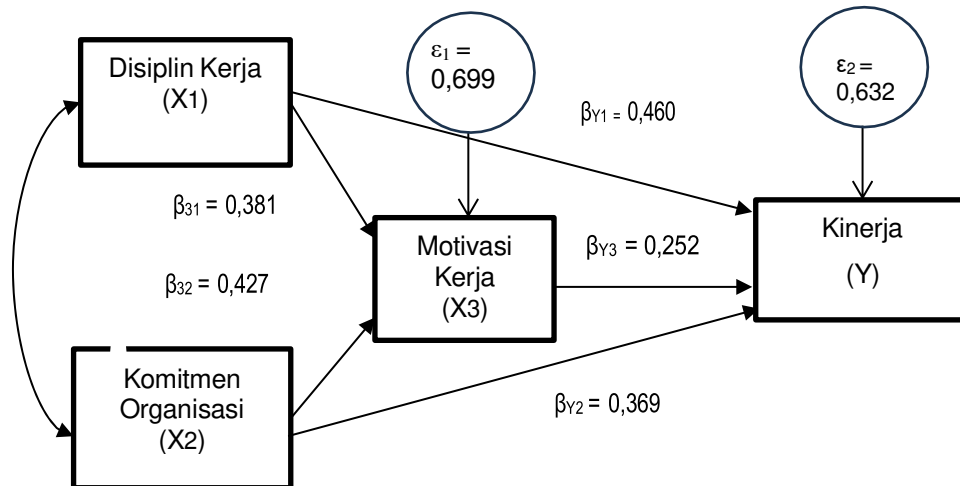 Disiplin Kerja
(X1)
ε₁ =
0,699
ε₂ =
0,632
βY1 = 0,460
β31 = 0,381
Motivasi
Kerja
(X3)
βY3 = 0,252
Kinerja
(Y)
β32 = 0,427
Komitmen
Organisasi
(X2)
βY2 = 0,369